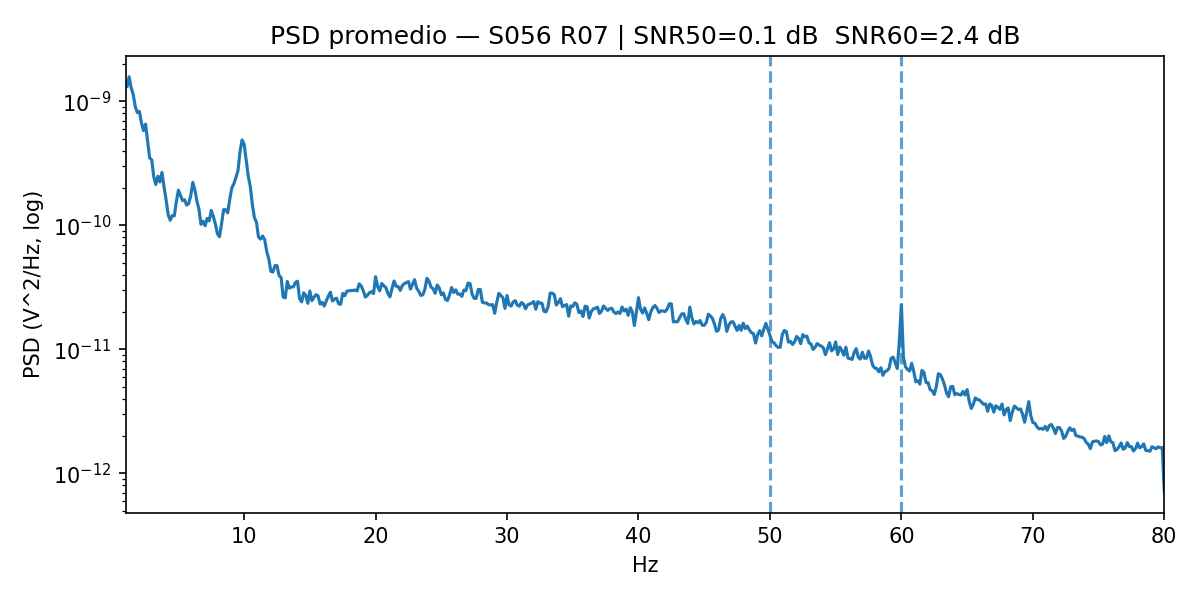 PSD promedio — S056 R07 | SNR50=0.1 dB  SNR60=2.4 dB
PSD (V^2/Hz, log)
10⁻⁹
10⁻¹⁰
10⁻¹¹
10⁻¹²
10 20 30 40 50 60 70 80
Hz